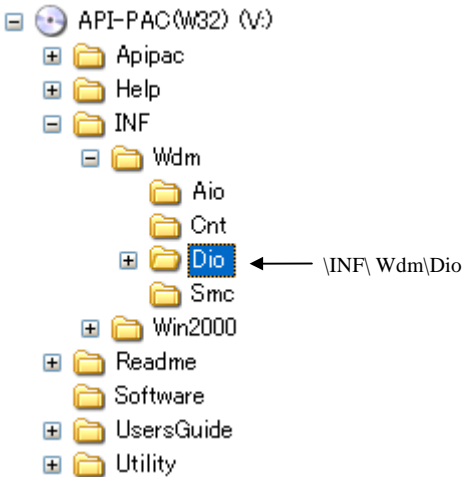 API-PAC(W32) (V:)
Apipac
Help
INF
Wdm
Aio
Cnt
Dio
\INF\ Wdm\Dio
Smc
Win2000
Readme
Software
UsersGuide
Utility